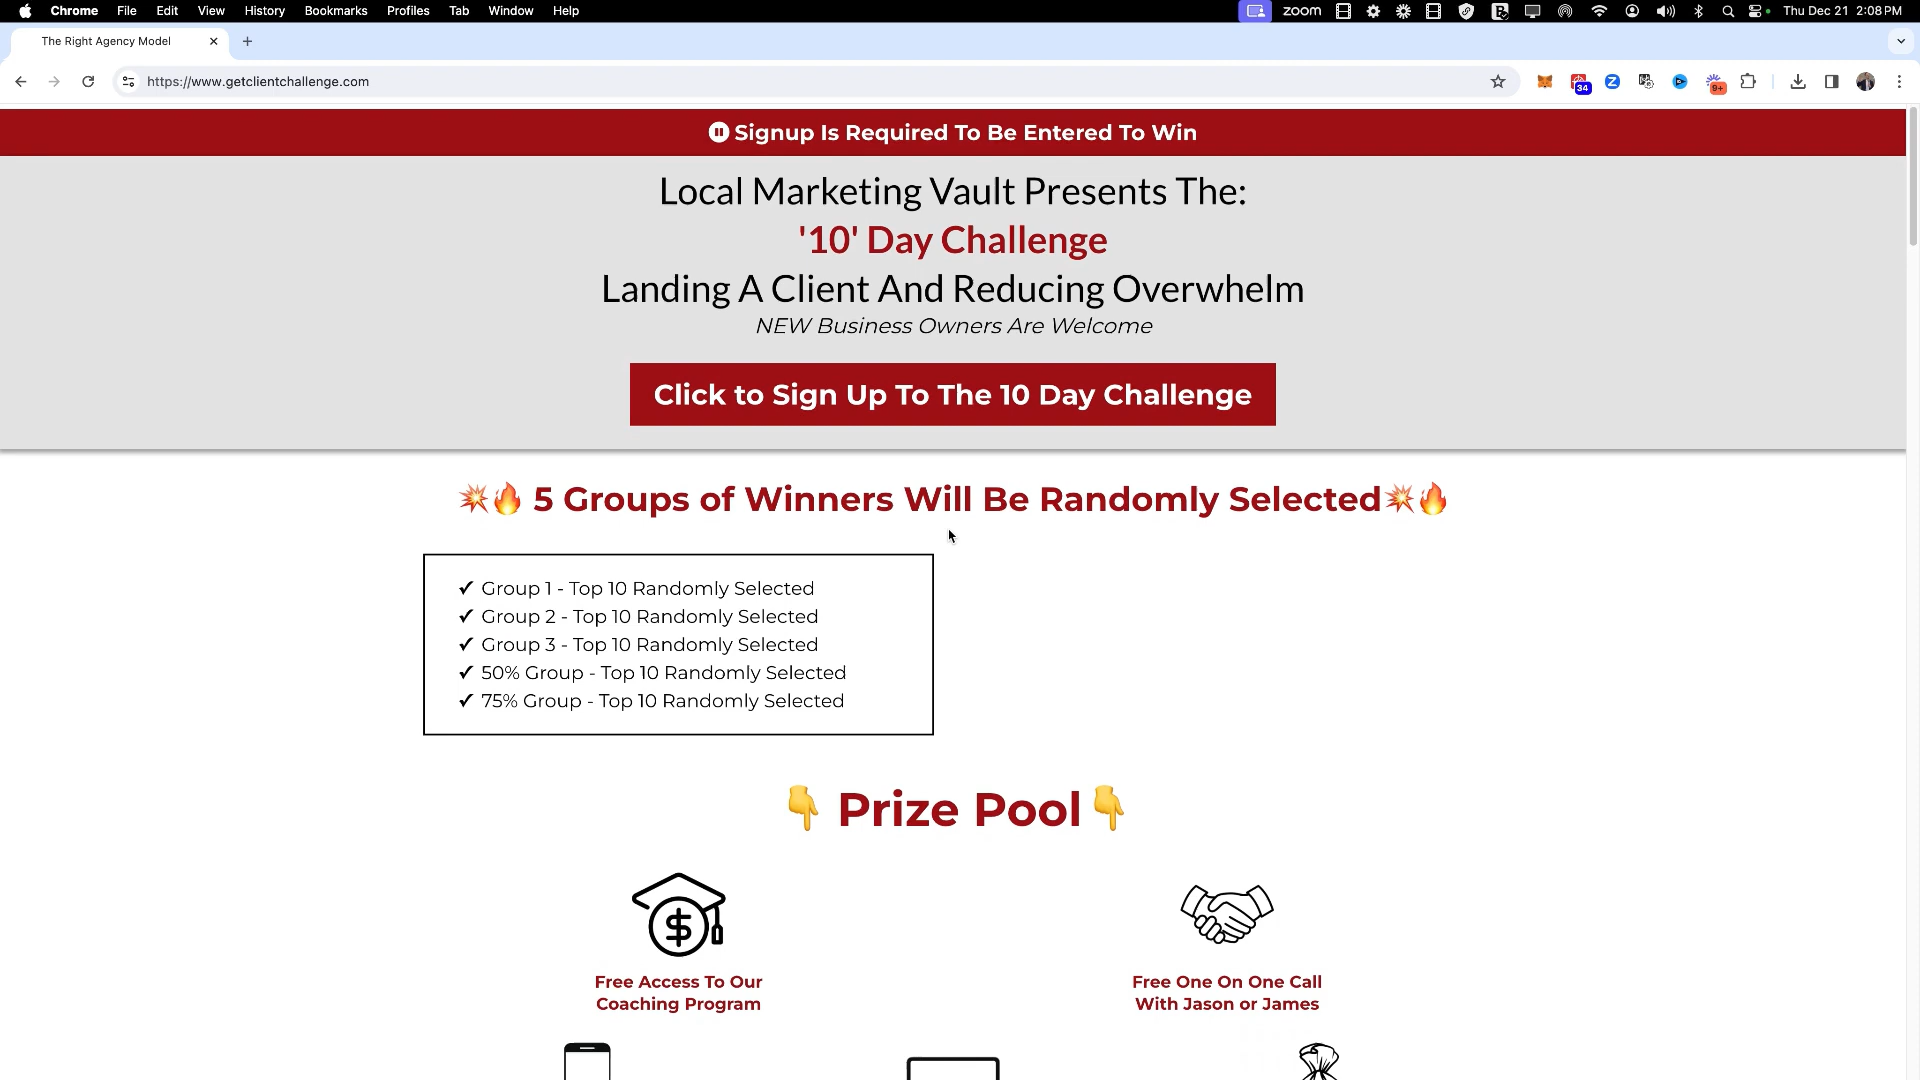 Chrome File Edit View History Bookmarks Profiles Tab Window Help zoom Thu Dec 21 2:08 PM
The Right Agency Model
https://www.getclientchallenge.com 34 9+
Signup Is Required To Be Entered To Win
Local Marketing Vault Presents The:
'10' Day Challenge
Landing A Client And Reducing Overwhelm
NEW Business Owners Are Welcome
Click to Sign Up To The 10 Day Challenge
5 Groups of Winners Will Be Randomly Selected
✓ Group 1 - Top 10 Randomly Selected
✓ Group 2 - Top 10 Randomly Selected
✓ Group 3 - Top 10 Randomly Selected
✓ 50% Group - Top 10 Randomly Selected
✓ 75% Group - Top 10 Randomly Selected
Prize Pool
Free Access To Our
Coaching Program
Free One On One Call
With Jason or James